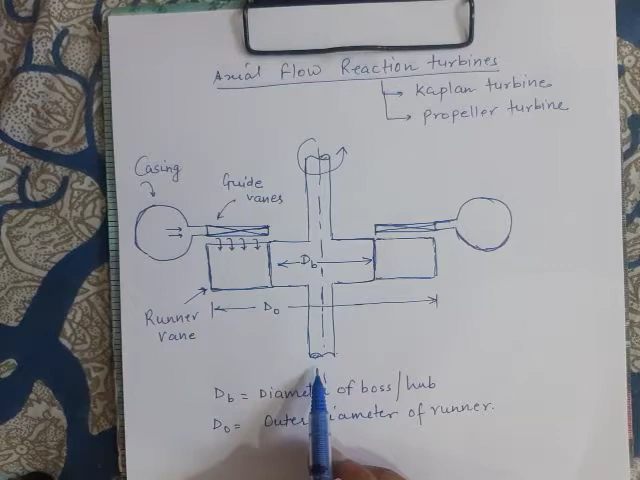 Axial Flow Reaction turbines
Kaplan turbine
propeller turbine
Casing
Guide
vanes
Db
Do
Runner
vane
Db = Diameter of boss/hub
Do = Outer diameter of runner.